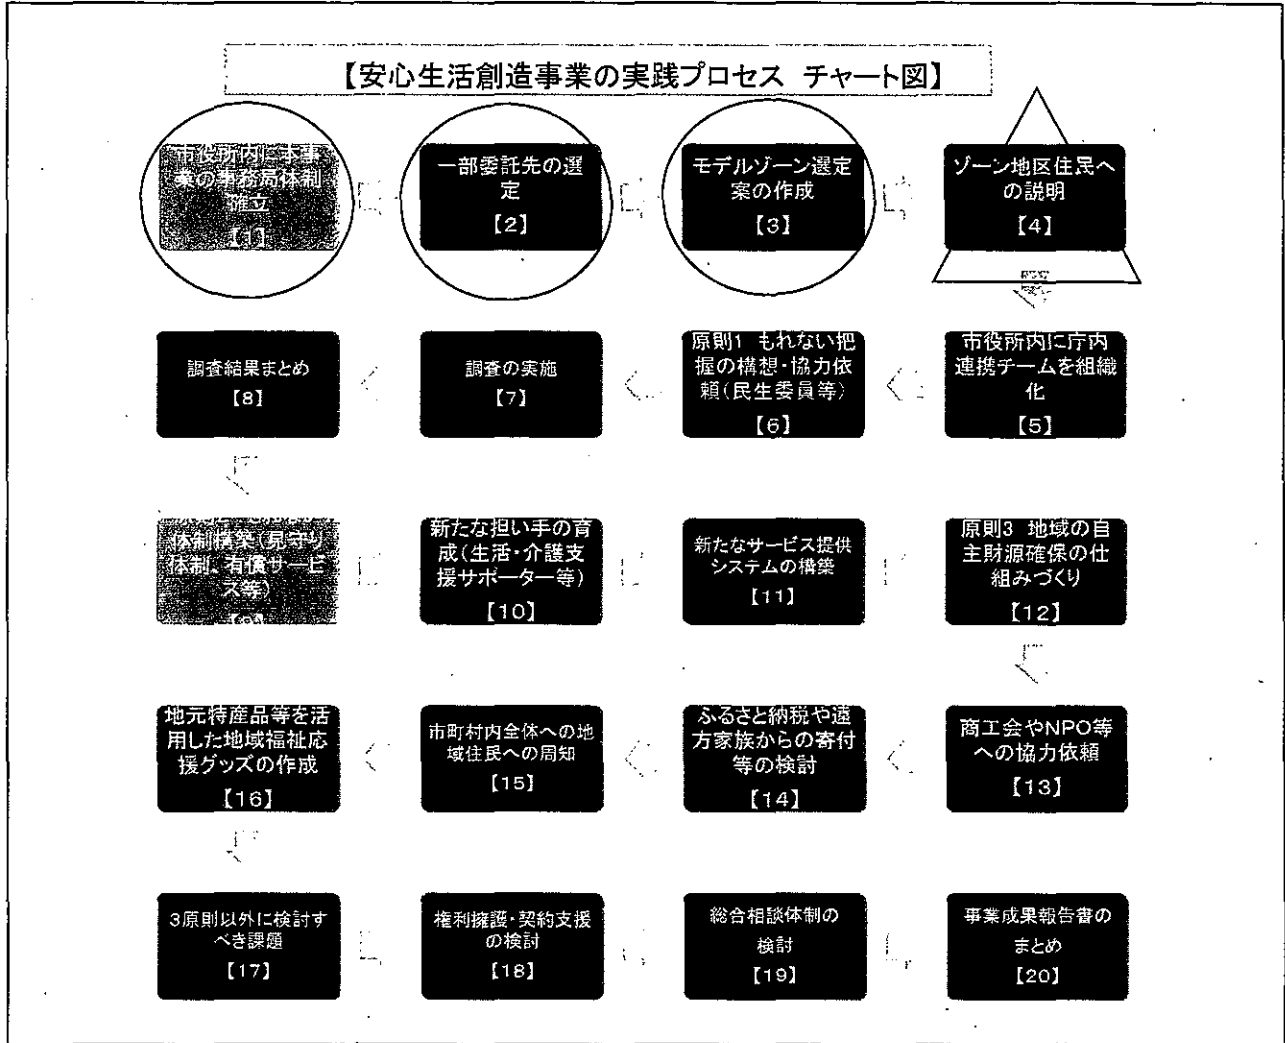 【安心生活創造事業の実践プロセス チャート図】
市役所内に本事
業の事務局体制
確立
【1】
一部委託先の選
定
【2】
モデルゾーン選定
案の作成
【3】
ゾーン地区住民へ
の説明
【4】
市役所内に庁内
連携チームを組織
化
【5】
原則1 もれない把
握の構想・協力依
頼(民生委員等)
【6】
調査の実施
【7】
調査結果まとめ
【8】
体制構築(見守り
体制、有償サービ
ス等)
【9】
新たな担い手の育
成(生活・介護支
援サポーター等)
【10】
新たなサービス提供
システムの構築
【11】
原則3 地域の自
主財源確保の仕
組みづくり
【12】
商工会やNPO等
への協力依頼
【13】
ふるさと納税や遠
方家族からの寄付
等の検討
【14】
市町村内全体への地
域住民への周知
【15】
地元特産品等を活
用した地域福祉応
援グッズの作成
【16】
3原則以外に検討す
べき課題
【17】
権利擁護・契約支援
の検討
【18】
総合相談体制の
検討
【19】
事業成果報告書の
まとめ
【20】